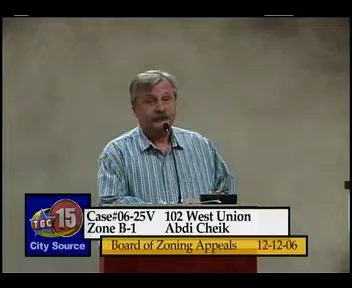 TGC 15
City Source
Case#06-25V 102 West Union
Zone B-1 Abdi Cheik
Board of Zoning Appeals 12-12-06